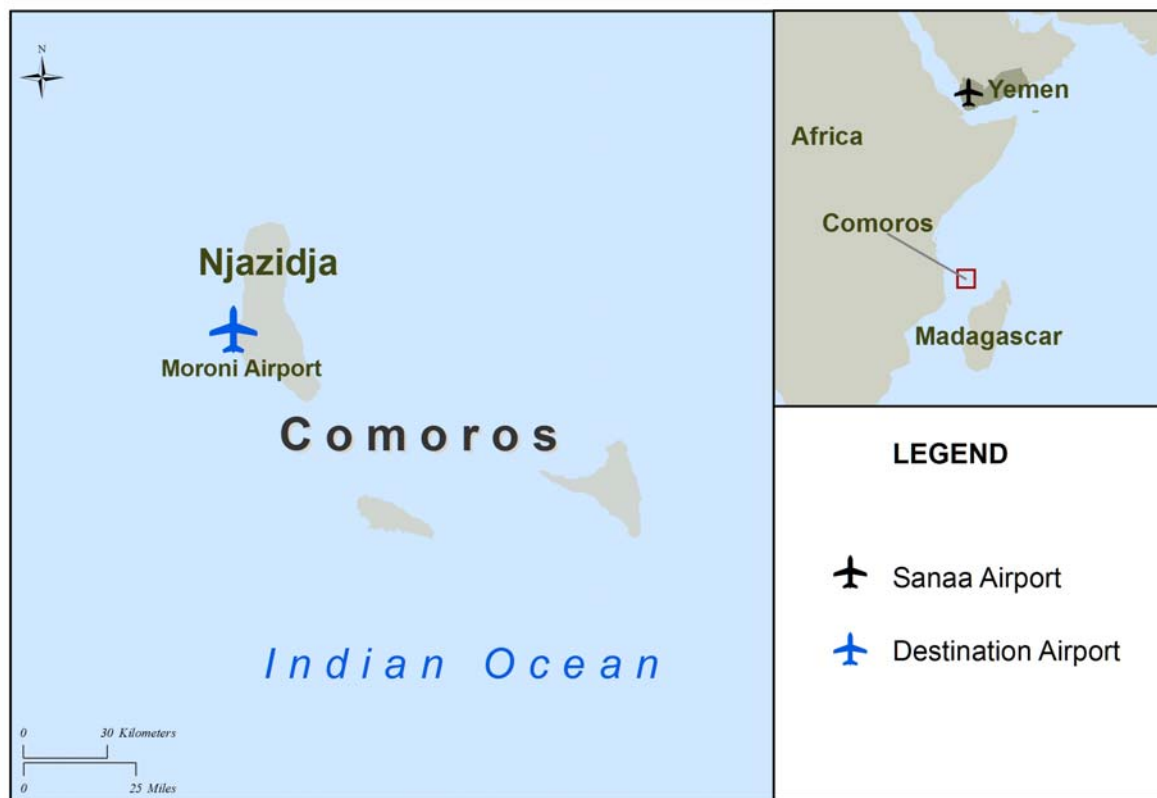 N
Njazidja
Moroni Airport
Comoros
Indian Ocean
0 30 Kilometers
0 25 Miles
Yemen
Africa
Comoros
Madagascar
LEGEND
Sanaa Airport
Destination Airport